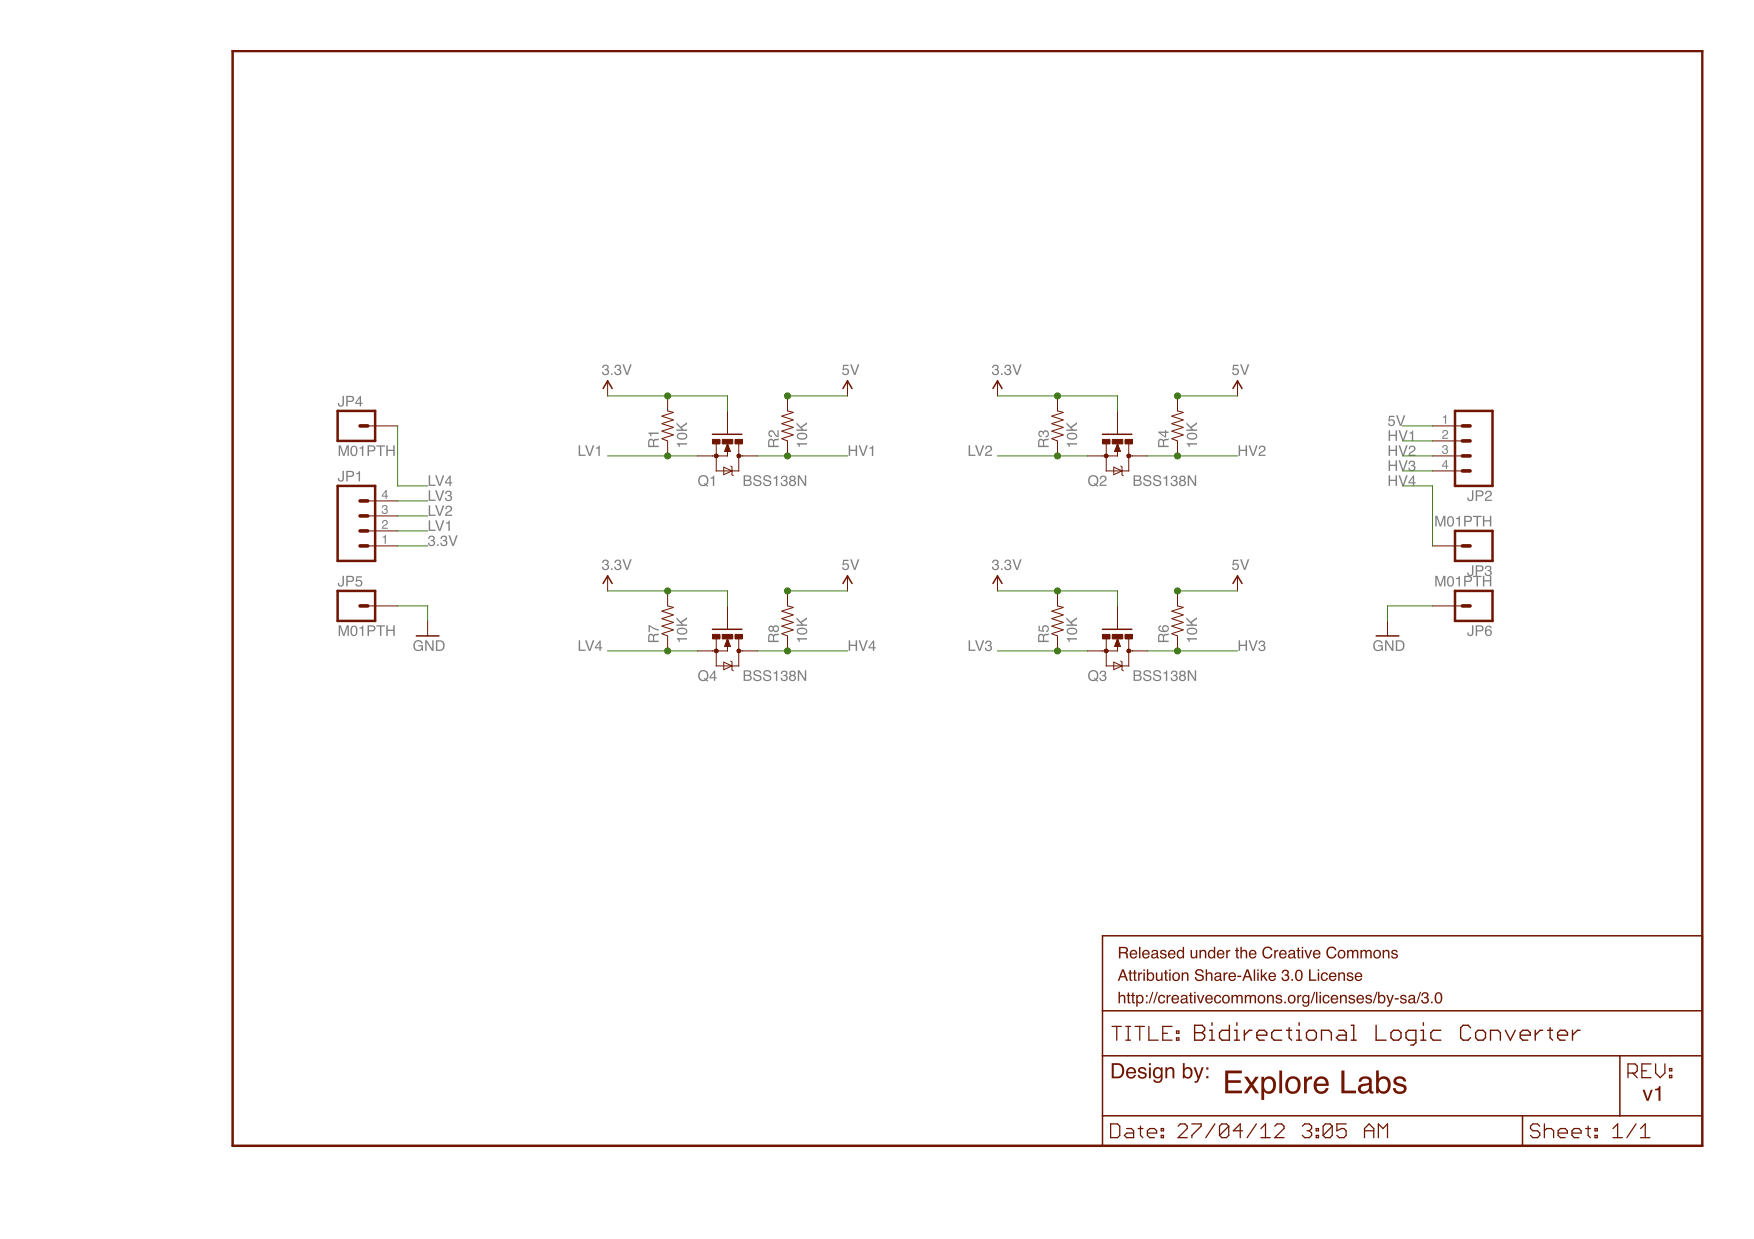 JP4
M01PTH
JP1
4
3
2
1
LV4
LV3
LV2
LV1
3.3V
JP5
M01PTH
GND
3.3V
5V
R1
10K
R2
10K
LV1
HV1
Q1
BSS138N
3.3V
5V
R3
10K
R4
10K
LV2
HV2
Q2
BSS138N
3.3V
5V
R7
10K
R8
10K
LV4
HV4
Q4
BSS138N
3.3V
5V
R5
10K
R6
10K
LV3
HV3
Q3
BSS138N
5V
HV1
HV2
HV3
HV4
1
2
3
4
JP2
M01PTH
JP3
M01PTH
JP6
GND
Released under the Creative Commons
Attribution Share-Alike 3.0 License
http://creativecommons.org/licenses/by-sa/3.0
TITLE: Bidirectional Logic Converter
Design by: Explore Labs
REV:
v1
Date: 27/04/12 3:05 AM
Sheet: 1/1